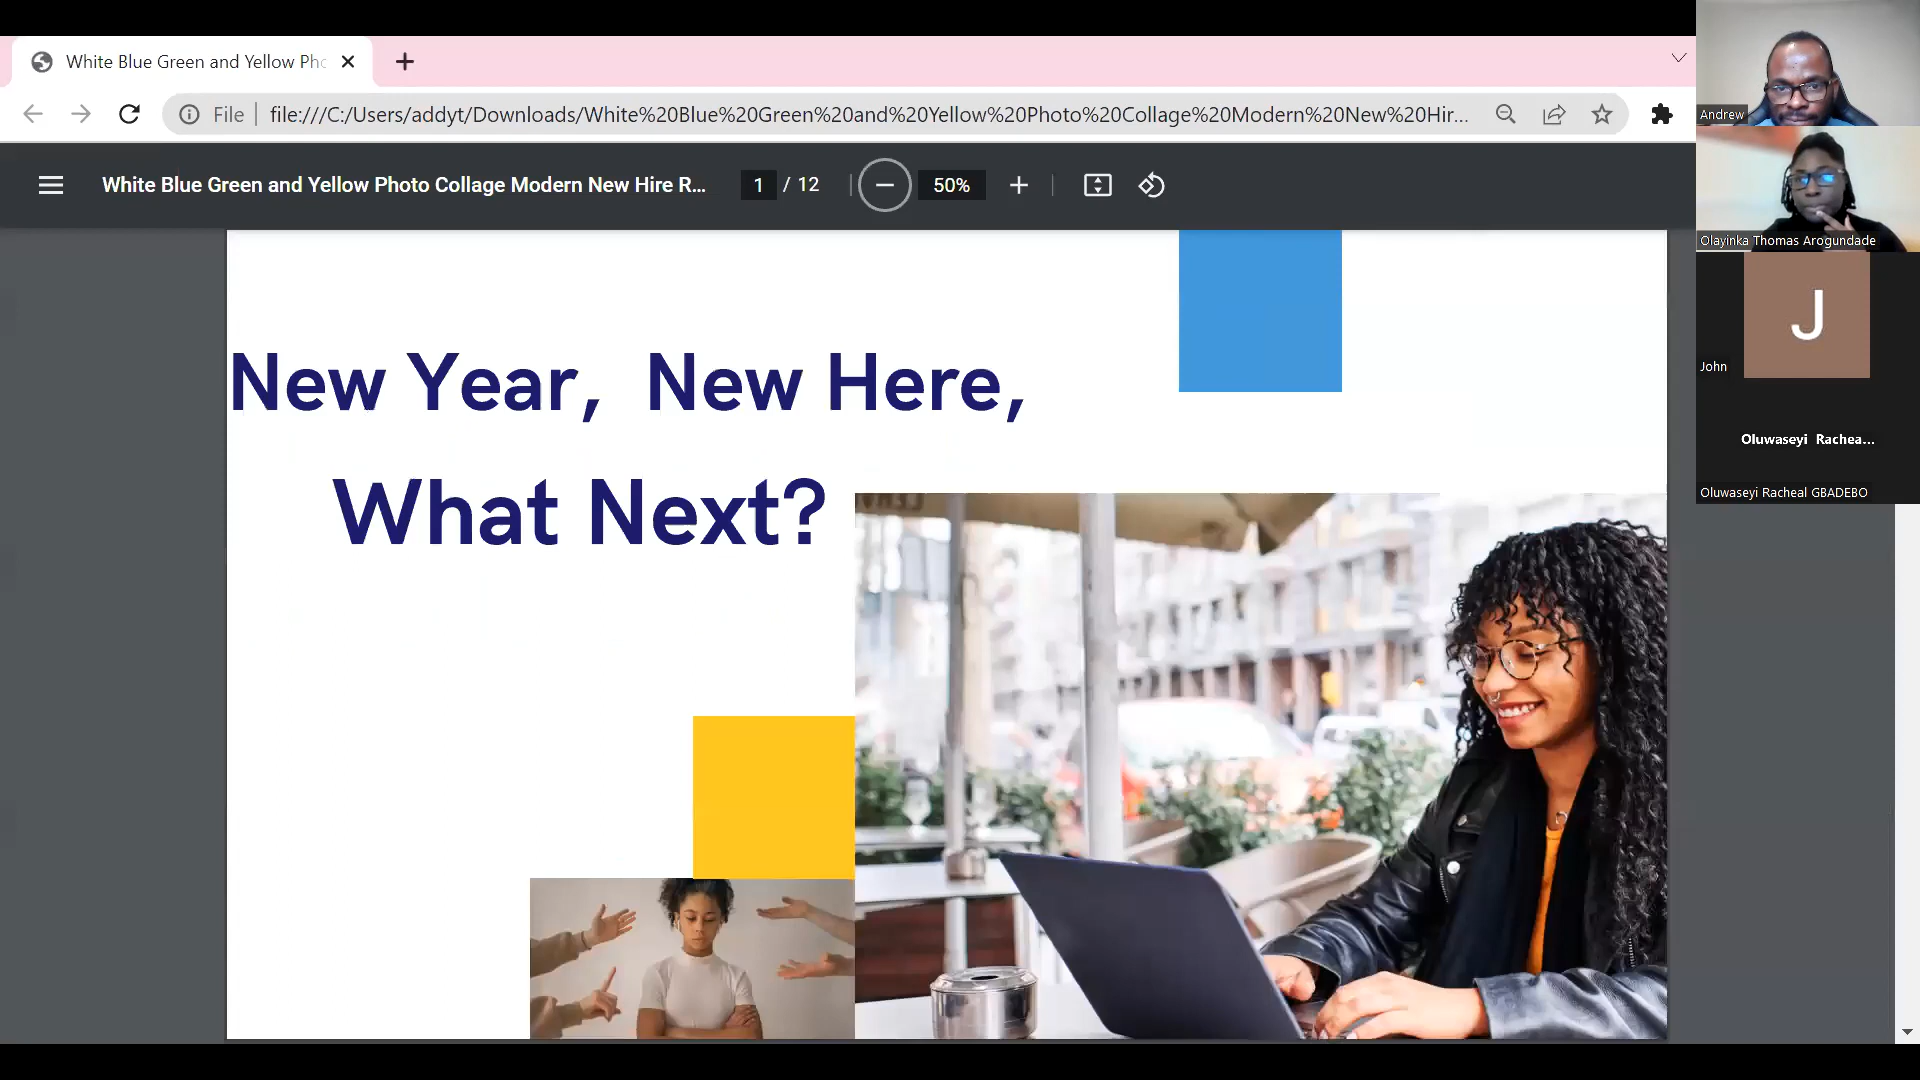 White Blue Green and Yellow Pho
File
file:///C:/Users/addyt/Downloads/White%20Blue%20Green%20and%20Yellow%20Photo%20Collage%20Modern%20New%20Hir...
White Blue Green and Yellow Photo Collage Modern New Hire R...
1 / 12
50%
New Year, New Here,
What Next?
Andrew
Olayinka Thomas Arogundade
J
John
Oluwaseyi Rachea...
Oluwaseyi Racheal GBADEBO